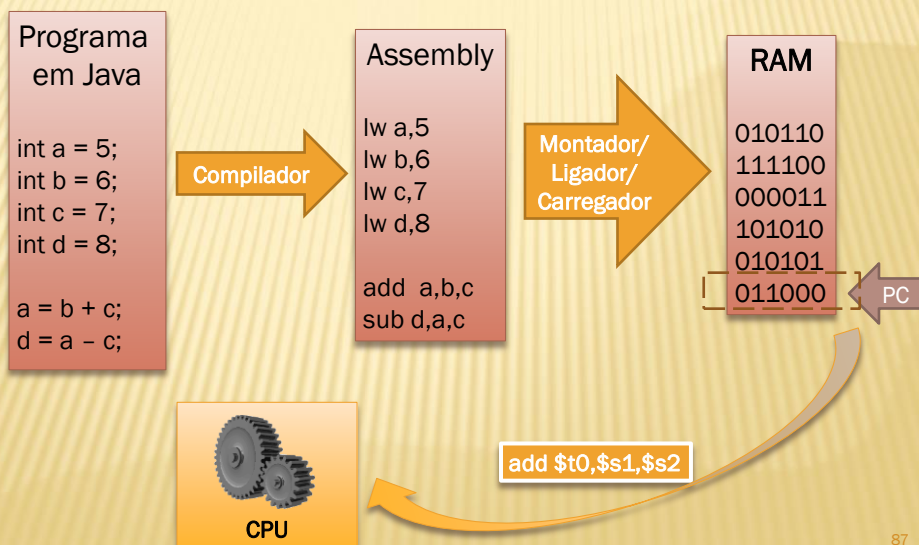 Programa
em Java
int a = 5;
int b = 6;
int c = 7;
int d = 8;
a = b + c;
d = a – c;
Compilador
Assembly
lw a,5
lw b,6
lw c,7
lw d,8
add  a,b,c
sub d,a,c
Montador/
Ligador/
Carregador
RAM
010110
111100
000011
101010
010101
011000
PC
add $t0,$s1,$s2
CPU
87